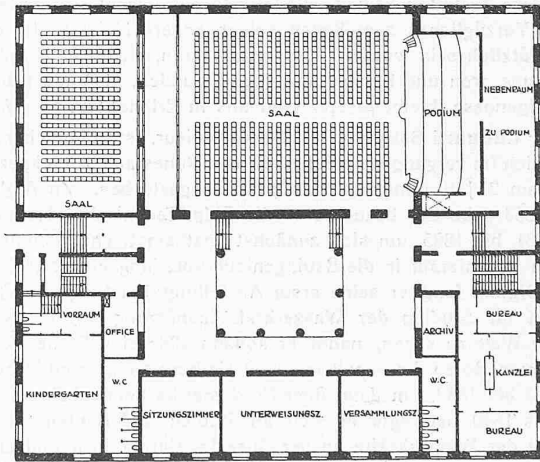 SAAL
PODIUM
NEBENRAUM
ZU PODIUM
SAAL
VORRAUM
OFFICE
KINDERGARTEN
W.C.
SITZUNGSZIMMER
UNTERWEISUNGSZ.
VERSAMMLUNGSZ.
ARCHIV
W.C.
BUREAU
KANZLEI
BUREAU